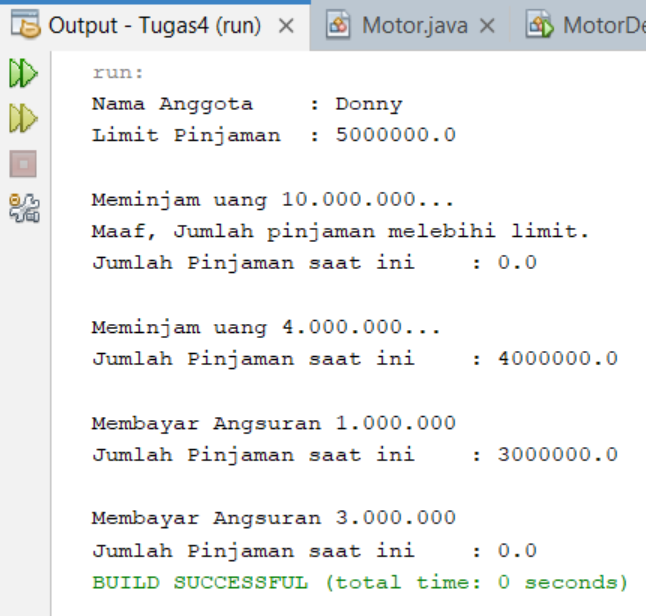 Output - Tugas4 (run) × Motor.java × MotorDe
run:
Nama Anggota : Donny
Limit Pinjaman : 5000000.0
Meminjam uang 10.000.000...
Maaf, Jumlah pinjaman melebihi limit.
Jumlah Pinjaman saat ini : 0.0
Meminjam uang 4.000.000...
Jumlah Pinjaman saat ini : 4000000.0
Membayar Angsuran 1.000.000
Jumlah Pinjaman saat ini : 3000000.0
Membayar Angsuran 3.000.000
Jumlah Pinjaman saat ini : 0.0
BUILD SUCCESSFUL (total time: 0 seconds)